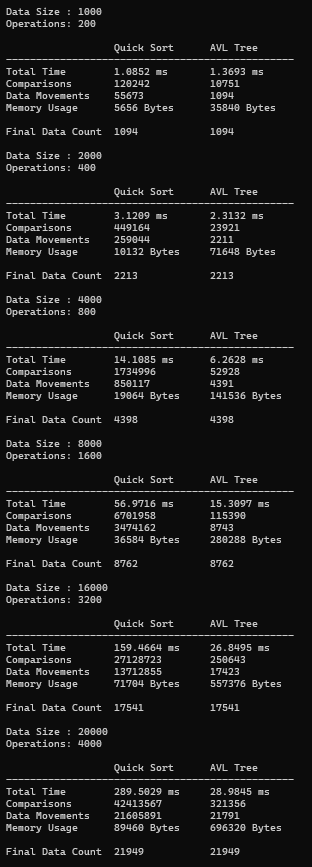 Data Size : 1000
Operations: 200
Quick Sort AVL Tree
Total Time 1.0852 ms 1.3693 ms
Comparisons 120242 10751
Data Movements 55673 1094
Memory Usage 5656 Bytes 35840 Bytes
Final Data Count 1094 1094
Data Size : 2000
Operations: 400
Quick Sort AVL Tree
Total Time 3.1209 ms 2.3132 ms
Comparisons 449164 23921
Data Movements 259044 2211
Memory Usage 10132 Bytes 71648 Bytes
Final Data Count 2213 2213
Data Size : 4000
Operations: 800
Quick Sort AVL Tree
Total Time 14.1085 ms 6.2628 ms
Comparisons 1734996 52928
Data Movements 850117 4391
Memory Usage 19064 Bytes 141536 Bytes
Final Data Count 4398 4398
Data Size : 8000
Operations: 1600
Quick Sort AVL Tree
Total Time 56.9716 ms 15.3097 ms
Comparisons 6701958 115390
Data Movements 3474162 8743
Memory Usage 36584 Bytes 280288 Bytes
Final Data Count 8762 8762
Data Size : 16000
Operations: 3200
Quick Sort AVL Tree
Total Time 159.4664 ms 26.8495 ms
Comparisons 27128723 250643
Data Movements 13712855 17423
Memory Usage 71704 Bytes 557376 Bytes
Final Data Count 17541 17541
Data Size : 20000
Operations: 4000
Quick Sort AVL Tree
Total Time 289.5029 ms 28.9845 ms
Comparisons 42413567 321356
Data Movements 21605891 21791
Memory Usage 89460 Bytes 696320 Bytes
Final Data Count 21949 21949